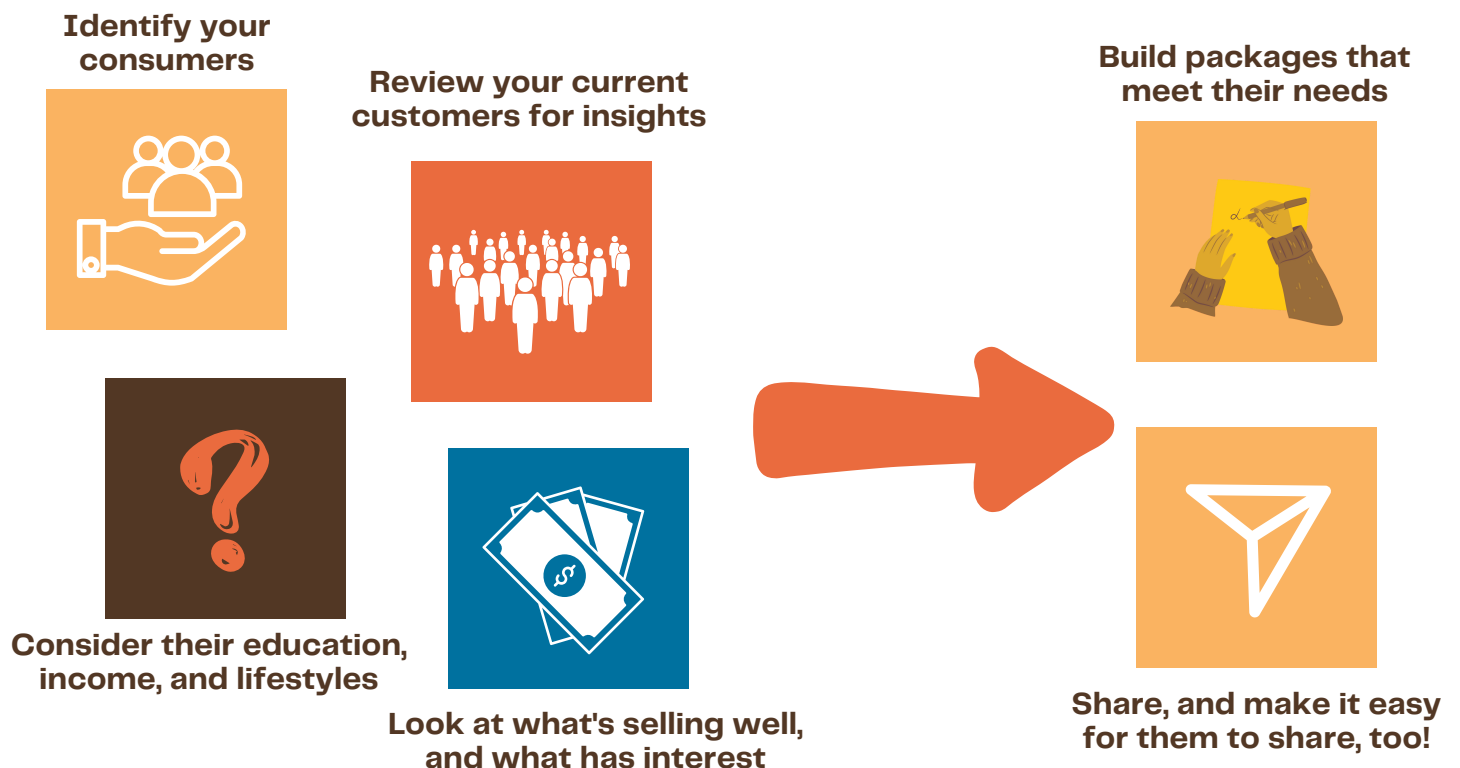 Identify your
consumers
Review your current
customers for insights
Build packages that
meet their needs
Consider their education,
income, and lifestyles
Look at what's selling well,
and what has interest
Share, and make it easy
for them to share, too!